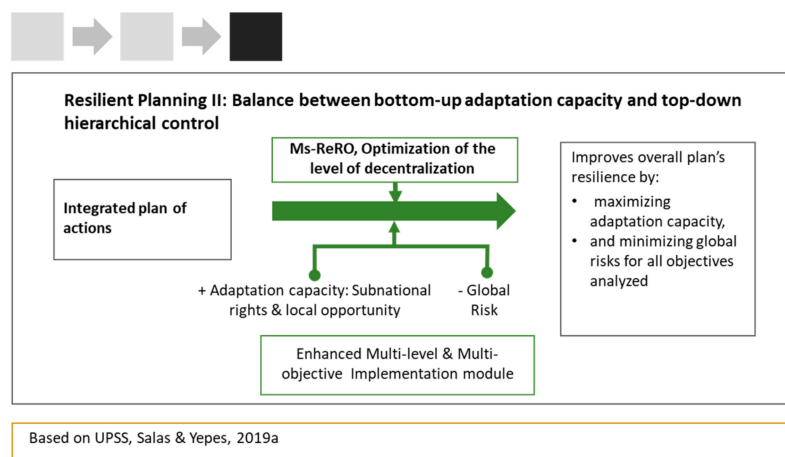 Resilient Planning II: Balance between bottom-up adaptation capacity and top-down
hierarchical control
Ms-ReRO, Optimization of the
level of decentralization
Integrated plan of
actions
Improves overall plan's
resilience by:
• maximizing
adaptation capacity,
• and minimizing global
risks for all objectives
analyzed
+ Adaptation capacity: Subnational
rights & local opportunity
- Global
Risk
Enhanced Multi-level & Multi-
objective Implementation module
Based on UPSS, Salas & Yepes, 2019a